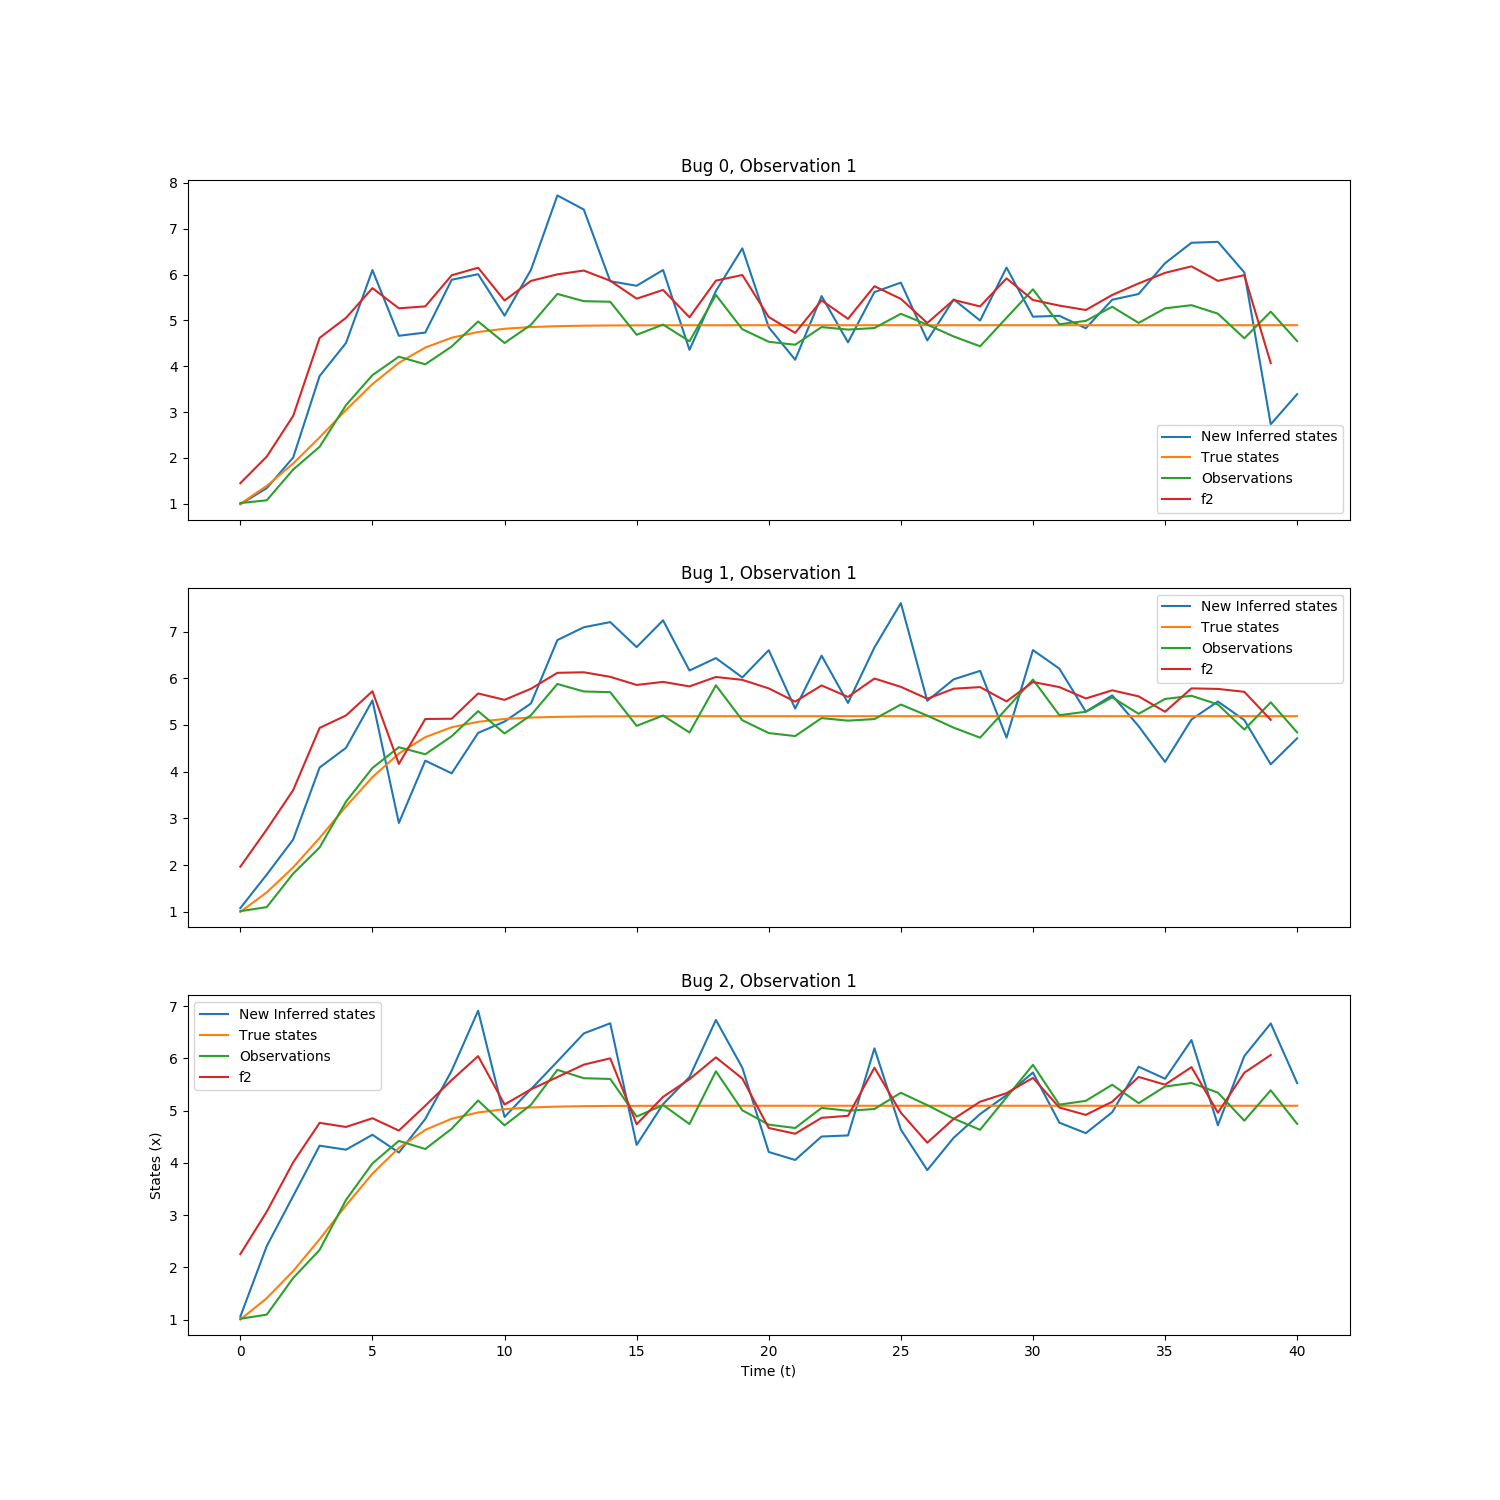 Bug 0, Observation 1
8
7
6
5
4
3
2
1
New Inferred states
True states
Observations
f2
Bug 1, Observation 1
7
6
5
4
3
2
1
New Inferred states
True states
Observations
f2
Bug 2, Observation 1
7
6
5
4
3
2
1
States (x)
New Inferred states
True states
Observations
f2
0 5 10 15 20 25 30 35 40
Time (t)